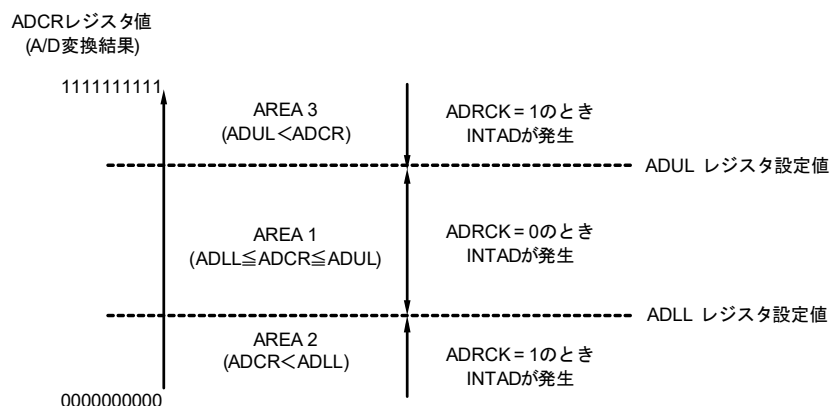 ADCRレジスタ値
(A/D変換結果)
1111111111
AREA 3
(ADUL＜ADCR)
ADRCK = 1のとき
INTADが発生
ADUL レジスタ設定値
AREA 1
(ADLL≦ADCR≦ADUL)
ADRCK = 0のとき
INTADが発生
ADLL レジスタ設定値
AREA 2
(ADCR＜ADLL)
ADRCK = 1のとき
INTADが発生
0000000000